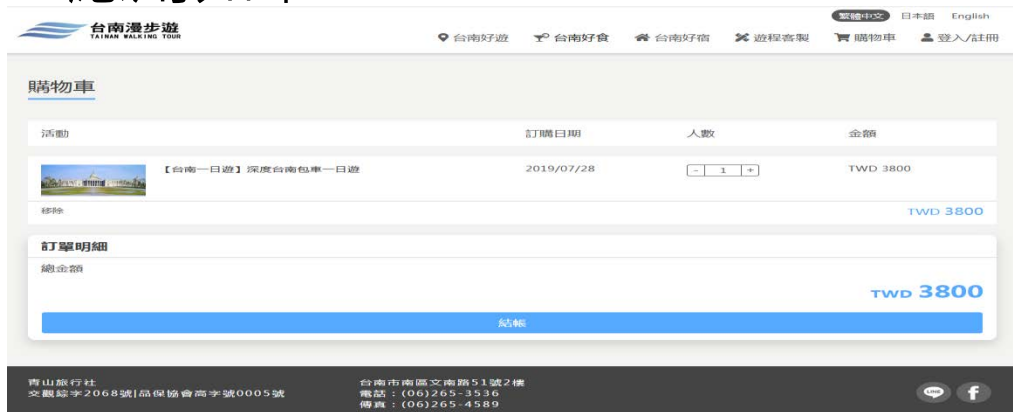 繁體中文 日本語 English
台南漫步遊
TAINAN WALKING TOUR
台南好遊 台南好食 台南好宿 遊程客製 購物車 登入/註冊
購物車
活動 訂購日期 人數 金額
【台南一日遊】深度台南包車一日遊 2019/07/28 - 1 + TWD 3800
移除 TWD 3800
訂單明細
總金額
TWD 3800
結帳
青山旅行社 台南市南區文南路51號2樓
交觀綜字2068號|品保協會高字號0005號 電話：(06)265-3536
傳真：(06)265-4589
LINE f